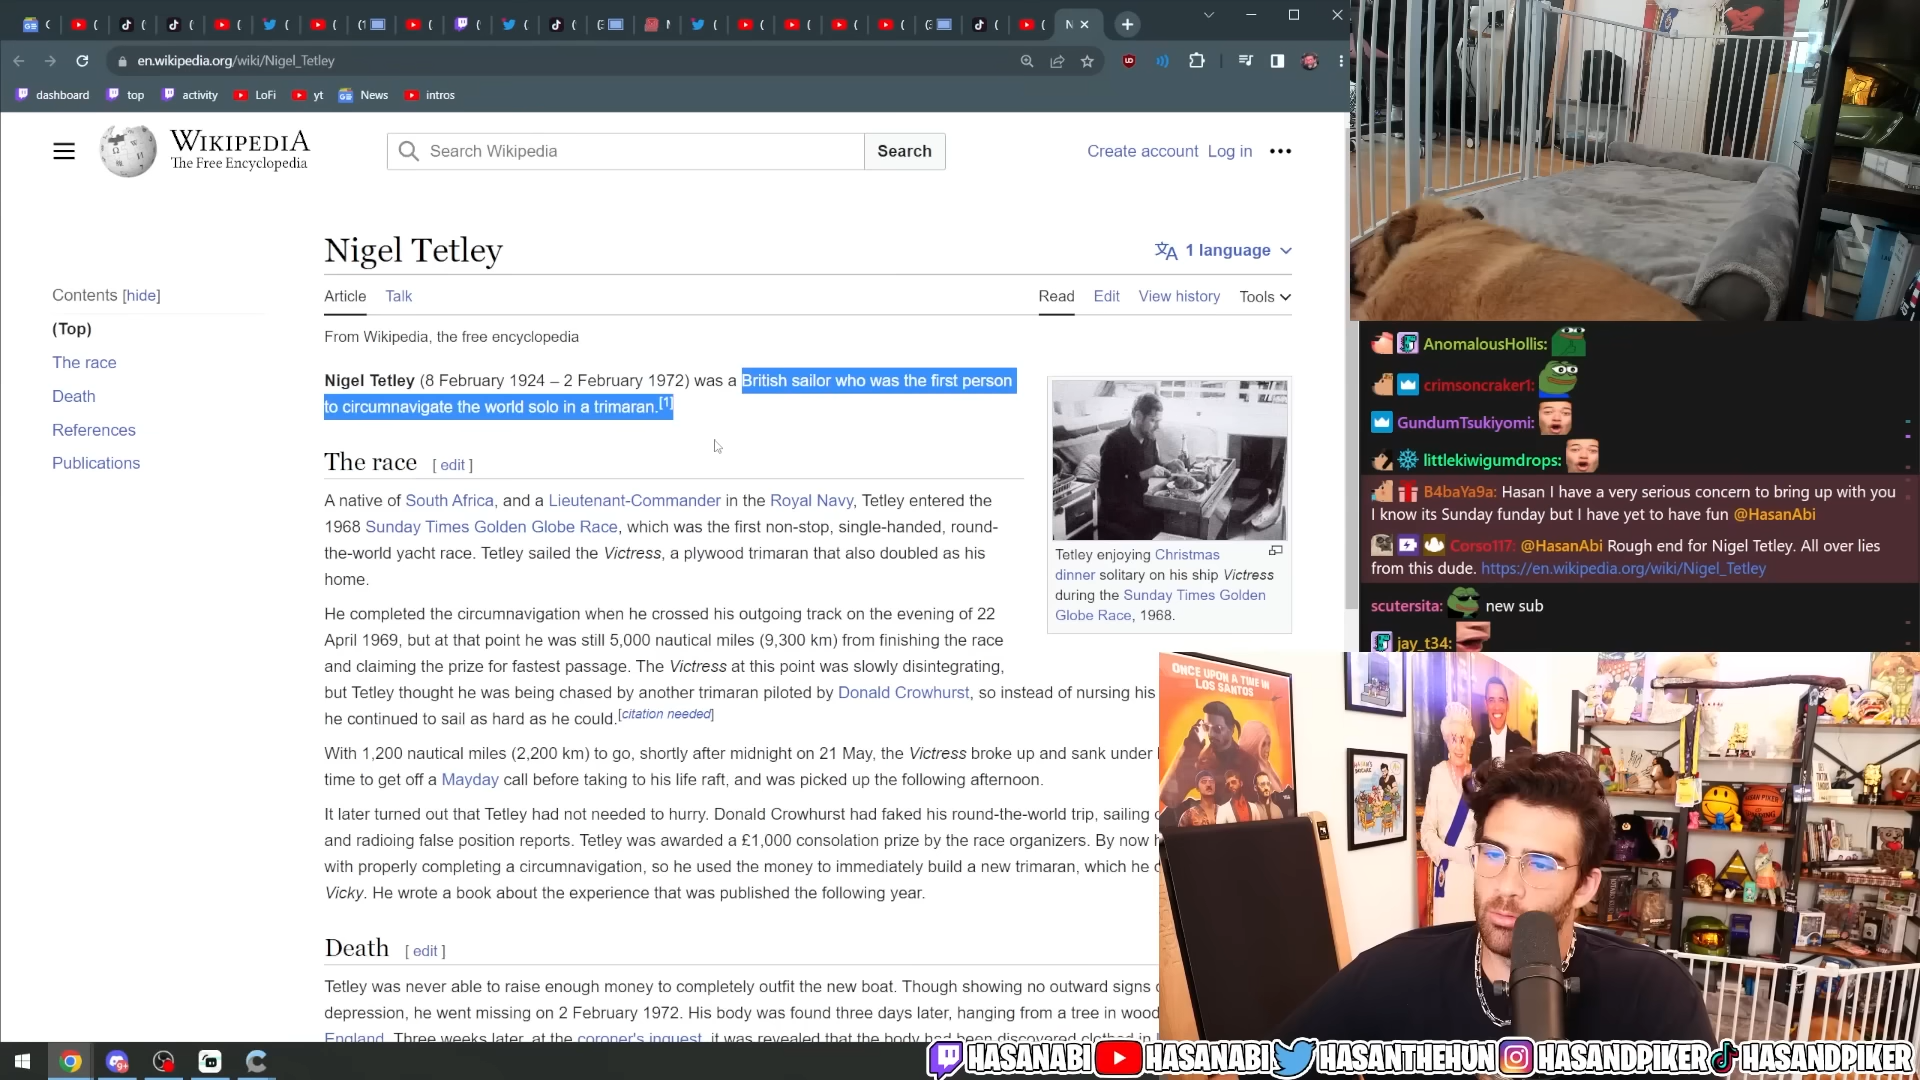 en.wikipedia.org/wiki/Nigel_Tetley
dashboard
top
activity
LoFi
yt
News
intros
WIKIPEDIA
The Free Encyclopedia
Search Wikipedia
Search
Create account
Log in
Nigel Tetley
1 language
Contents [hide]
(Top)
The race
Death
References
Publications
Article
Talk
Read
Edit
View history
Tools
From Wikipedia, the free encyclopedia
Nigel Tetley (8 February 1924 – 2 February 1972) was a British sailor who was the first person
to circumnavigate the world solo in a trimaran.[1]
The race [ edit ]
A native of South Africa, and a Lieutenant-Commander in the Royal Navy, Tetley entered the
1968 Sunday Times Golden Globe Race, which was the first non-stop, single-handed, round-
the-world yacht race. Tetley sailed the Victress, a plywood trimaran that also doubled as his
home.
He completed the circumnavigation when he crossed his outgoing track on the evening of 22
April 1969, but at that point he was still 5,000 nautical miles (9,300 km) from finishing the race
and claiming the prize for fastest passage. The Victress at this point was slowly disintegrating,
but Tetley thought he was being chased by another trimaran piloted by Donald Crowhurst, so instead of nursing his
he continued to sail as hard as he could.[citation needed]
With 1,200 nautical miles (2,200 km) to go, shortly after midnight on 21 May, the Victress broke up and sank under
time to get off a Mayday call before taking to his life raft, and was picked up the following afternoon.
It later turned out that Tetley had not needed to hurry. Donald Crowhurst had faked his round-the-world trip, sailing
and radioing false position reports. Tetley was awarded a £1,000 consolation prize by the race organizers. By now
with properly completing a circumnavigation, so he used the money to immediately build a new trimaran, which he
Vicky. He wrote a book about the experience that was published the following year.
Death [ edit ]
Tetley was never able to raise enough money to completely outfit the new boat. Though showing no outward signs
depression, he went missing on 2 February 1972. His body was found three days later, hanging from a tree in wood
England. Three weeks later, at the coroner's inquest, it was revealed that the body had been discovered clothed in
Tetley enjoying Christmas
dinner solitary on his ship Victress
during the Sunday Times Golden
Globe Race, 1968.
AnomalousHollis:
crimsoncraker1:
GundumTsukiyomi:
littlekiwigumdrops:
B4baYa9a: Hasan I have a very serious concern to bring up with you
I know its Sunday funday but I have yet to have fun @HasanAbi
Corso117: @HasanAbi Rough end for Nigel Tetley. All over lies
from this dude. https://en.wikipedia.org/wiki/Nigel_Tetley
scutersita: new sub
jay_t34:
ONCE UPON A TIME IN
LOS SANTOS
HASANABI HASANABI HASANTHEHUN HASANDPIKER HASANDPIKER